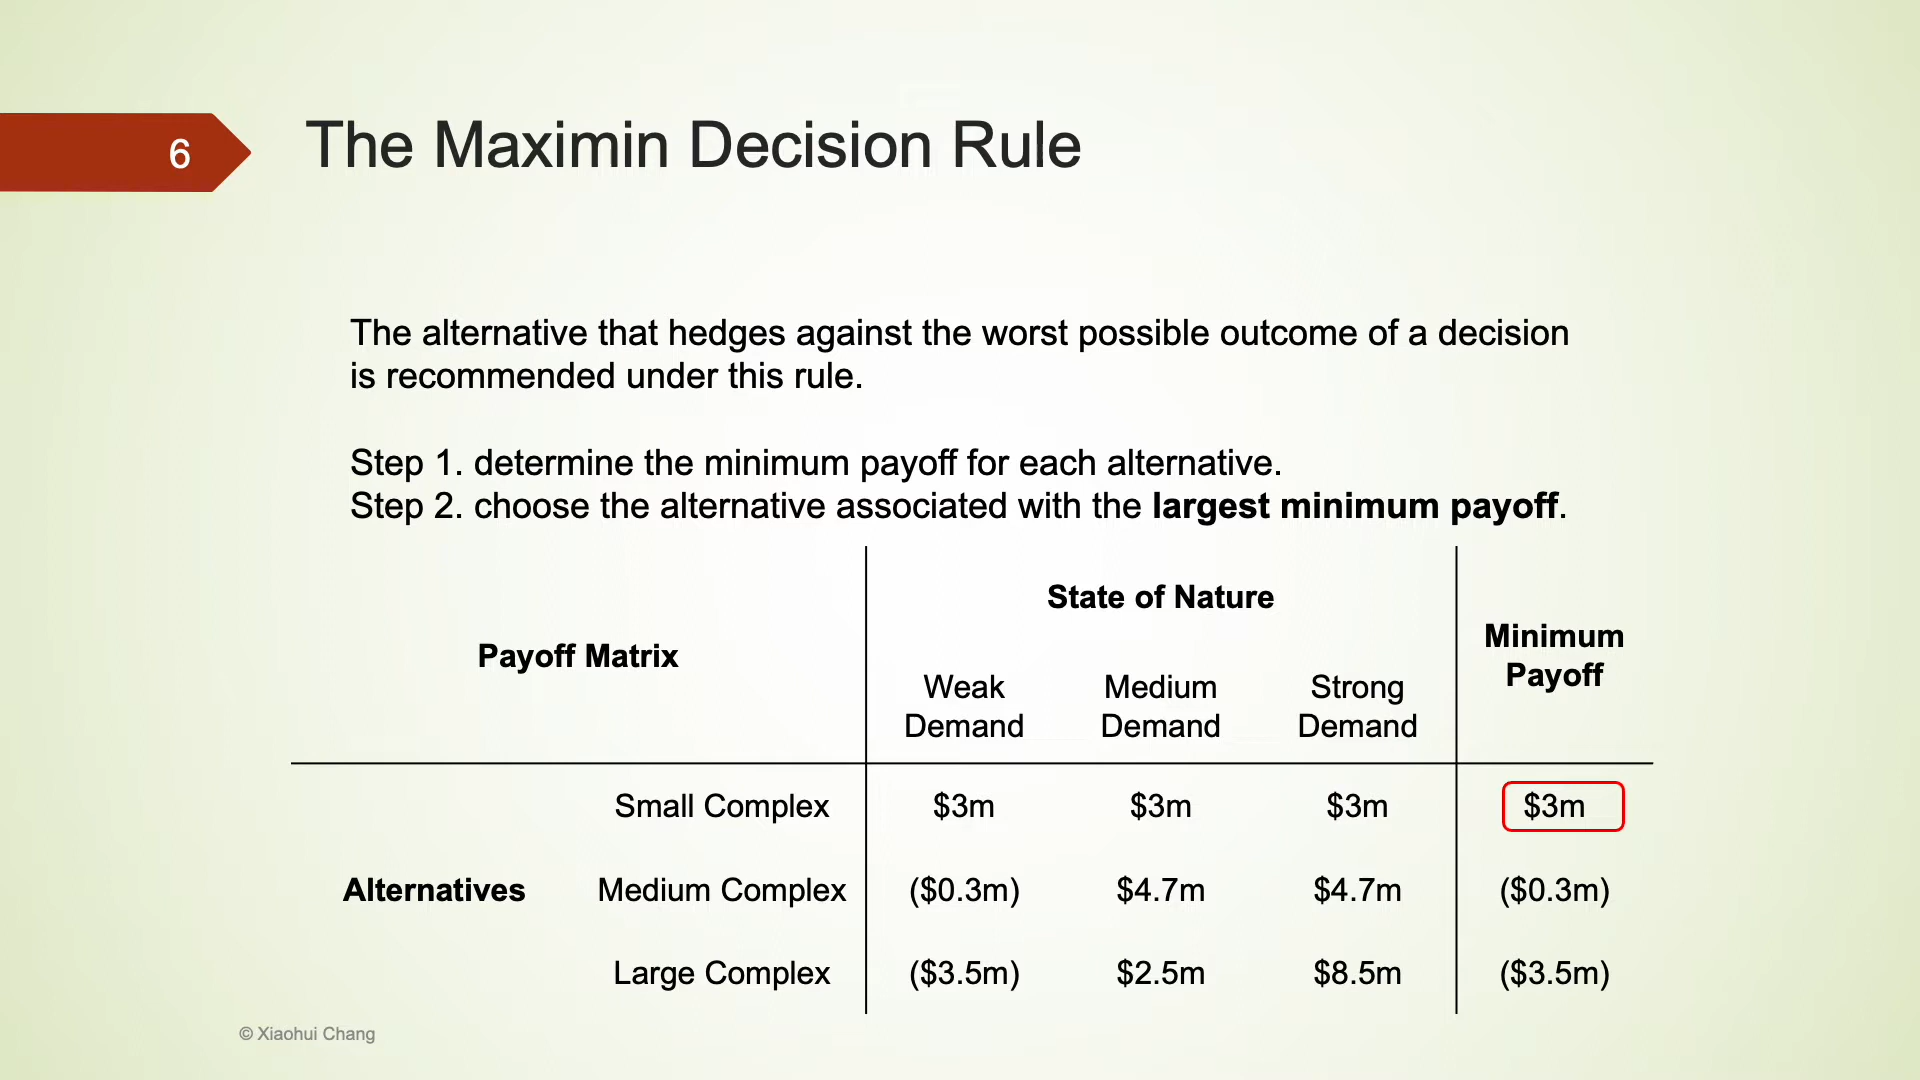 6
The Maximin Decision Rule
The alternative that hedges against the worst possible outcome of a decision
is recommended under this rule.
Step 1. determine the minimum payoff for each alternative.
Step 2. choose the alternative associated with the largest minimum payoff.
Payoff Matrix
State of Nature
Minimum
Payoff
Weak Medium Strong
Demand Demand Demand
Small Complex $3m $3m $3m $3m
Alternatives Medium Complex ($0.3m) $4.7m $4.7m ($0.3m)
Large Complex ($3.5m) $2.5m $8.5m ($3.5m)
© Xiaohui Chang